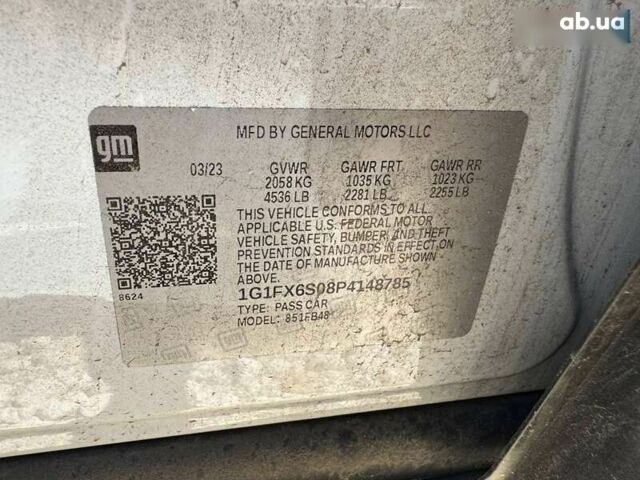 ab.ua
gm
MFD BY GENERAL MOTORS LLC
03/23 GVWR GAWR FRT GAWR RR
2058 KG 1035 KG 1023 KG
4536 LB 2281 LB 2255 LB
THIS VEHICLE CONFORMS TO ALL
APPLICABLE U.S. FEDERAL MOTOR
VEHICLE SAFETY, BUMPER, AND THEFT
PREVENTION STANDARDS IN EFFECT ON
THE DATE OF MANUFACTURE SHOWN
ABOVE.
8624
1G1FX6S08P4148785
TYPE: PASS CAR
MODEL: 851FB48